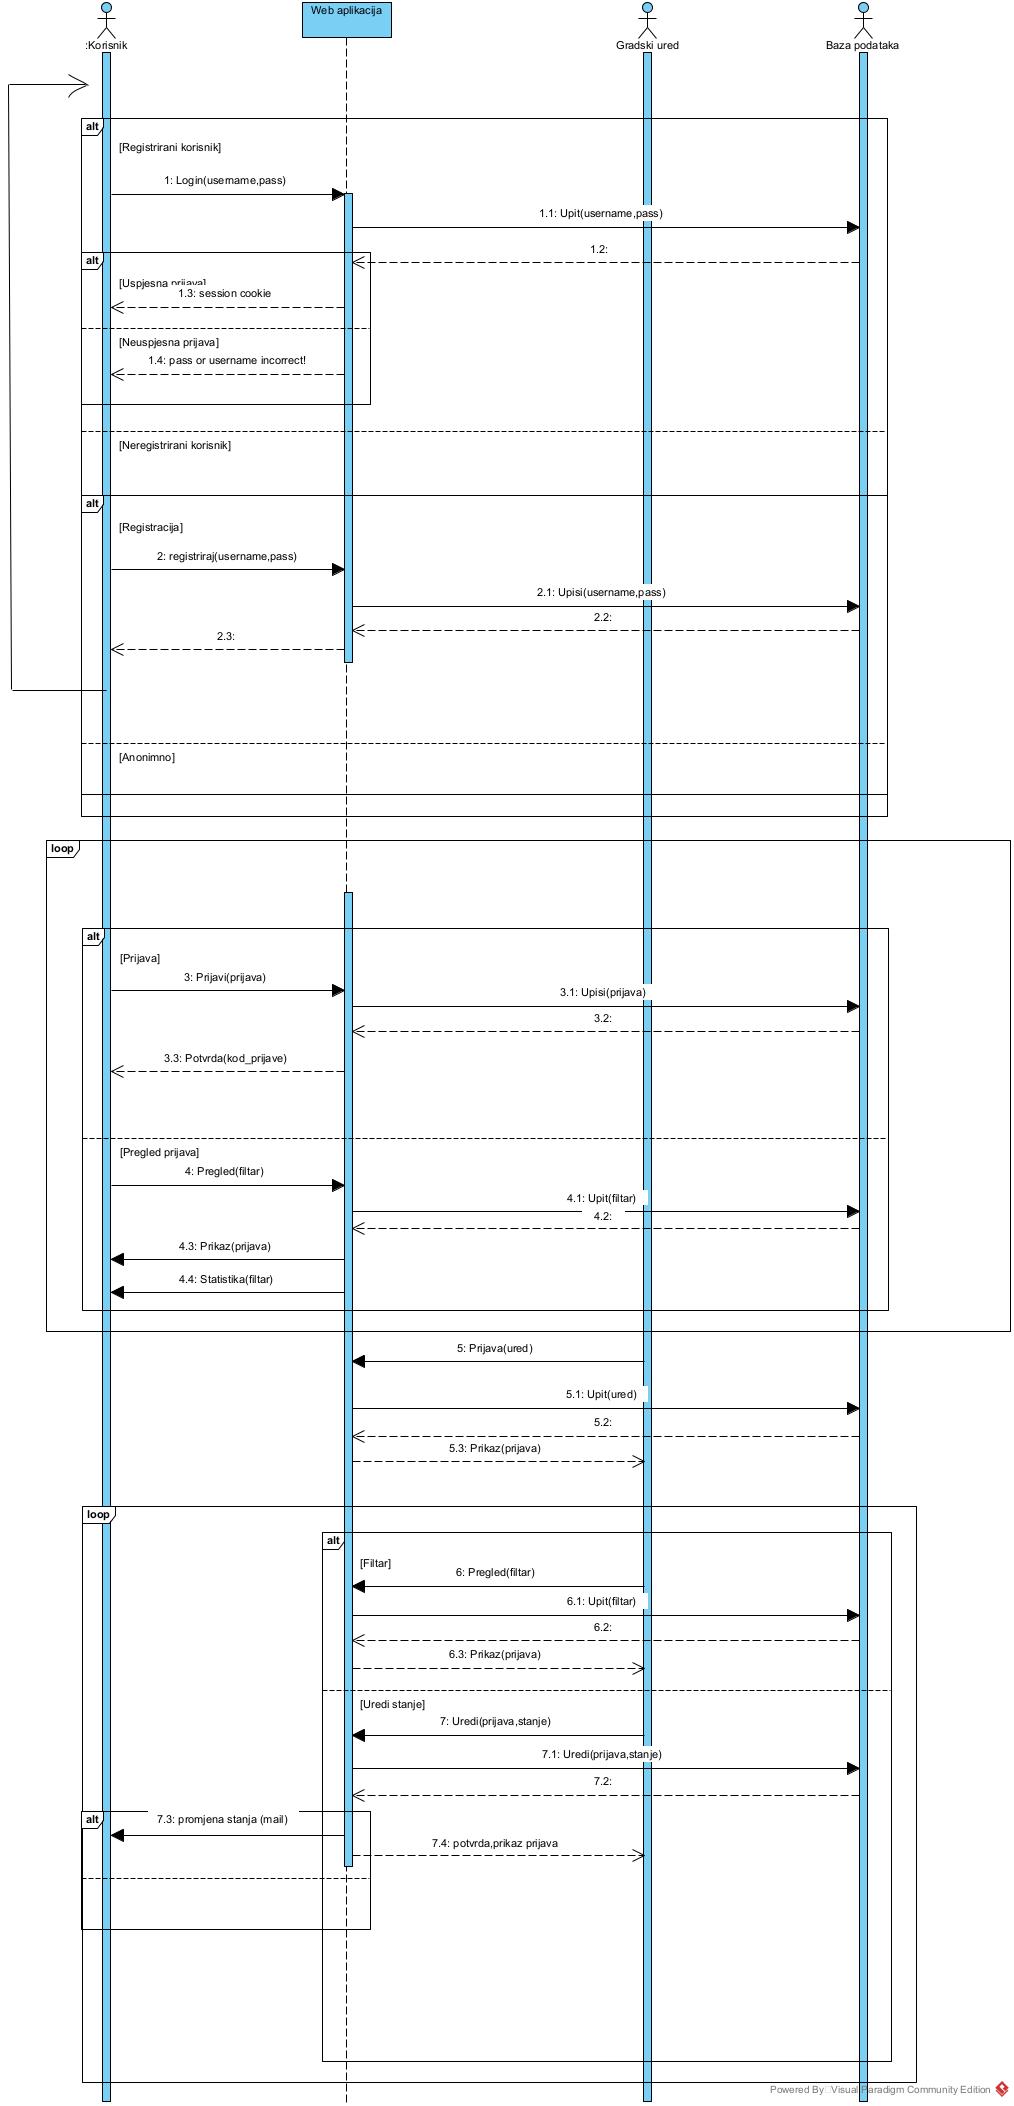 :Korisnik
Web aplikacija
Gradski ured
Baza podataka
alt
[Registrirani korisnik]
1: Login(username,pass)
1.1: Upit(username,pass)
1.2:
alt
[Uspjesna prijava]
1.3: session cookie
[Neuspjesna prijava]
1.4: pass or username incorrect!
[Neregistrirani korisnik]
alt
[Registracija]
2: registriraj(username,pass)
2.1: Upisi(username,pass)
2.2:
2.3:
[Anonimno]
loop
alt
[Prijava]
3: Prijavi(prijava)
3.1: Upisi(prijava)
3.2:
3.3: Potvrda(kod_prijave)
[Pregled prijava]
4: Pregled(filtar)
4.1: Upit(filtar)
4.2:
4.3: Prikaz(prijava)
4.4: Statistika(filtar)
5: Prijava(ured)
5.1: Upit(ured)
5.2:
5.3: Prikaz(prijava)
loop
alt
[Filtar]
6: Pregled(filtar)
6.1: Upit(filtar)
6.2:
6.3: Prikaz(prijava)
[Uredi stanje]
7: Uredi(prijava,stanje)
7.1: Uredi(prijava,stanje)
7.2:
alt
7.3: promjena stanja (mail)
7.4: potvrda,prikaz prijava
Powered By Visual Paradigm Community Edition